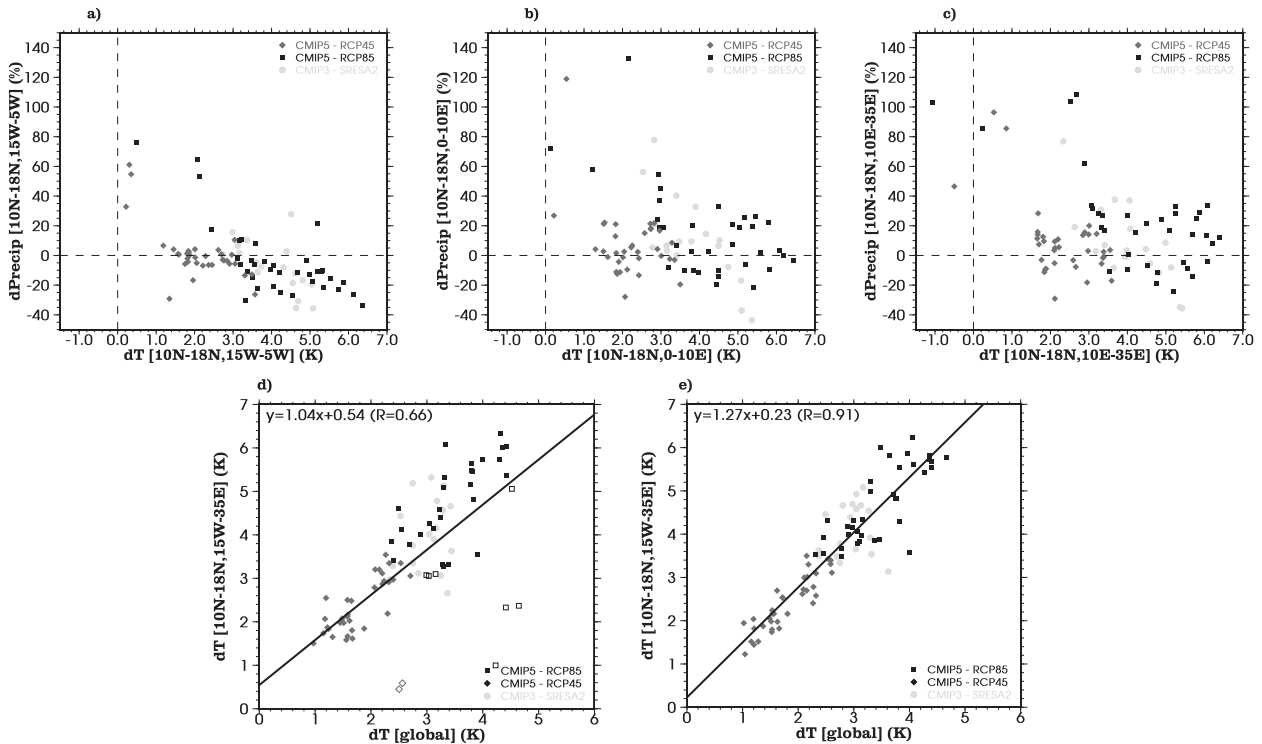 a)
dPrecip [10N-18N,15W-5W] (%)
140
120
100
80
60
40
20
0
-20
-40
CMIP5 - RCP45
CMIP5 - RCP85
CMIP3 - SRESA2
-1.0 0.0 1.0 2.0 3.0 4.0 5.0 6.0 7.0
dT [10N-18N,15W-5W] (K)
b)
dPrecip [10N-18N,0-10E] (%)
140
120
100
80
60
40
20
0
-20
-40
CMIP5 - RCP45
CMIP5 - RCP85
CMIP3 - SRESA2
-1.0 0.0 1.0 2.0 3.0 4.0 5.0 6.0 7.0
dT [10N-18N,0-10E] (K)
c)
dPrecip [10N-18N,10E-35E] (%)
140
120
100
80
60
40
20
0
-20
-40
CMIP5 - RCP45
CMIP5 - RCP85
CMIP3 - SRESA2
-1.0 0.0 1.0 2.0 3.0 4.0 5.0 6.0 7.0
dT [10N-18N,10E-35E] (K)
d)
dT [10N-18N,15W-35E] (K)
7
6
5
4
3
2
1
0
y=1.04x+0.54 (R=0.66)
CMIP5 - RCP85
CMIP5 - RCP45
CMIP3 - SRESA2
0 1 2 3 4 5 6
dT [global] (K)
e)
dT [10N-18N,15W-35E] (K)
7
6
5
4
3
2
1
0
y=1.27x+0.23 (R=0.91)
CMIP5 - RCP85
CMIP5 - RCP45
CMIP3 - SRESA2
0 1 2 3 4 5 6
dT [global] (K)